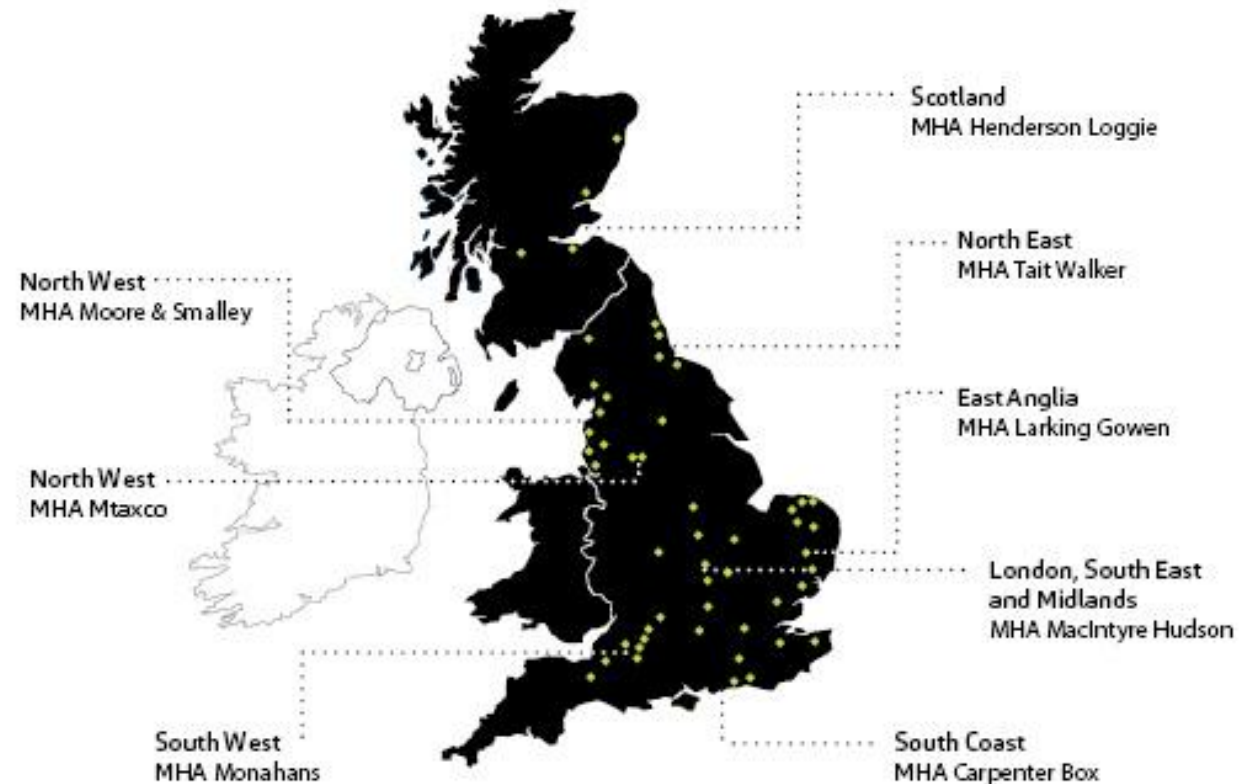 Scotland
MHA Henderson Loggie
North East
MHA Tait Walker
North West
MHA Moore & Smalley
East Anglia
MHA Larking Gowen
North West
MHA Mtaxco
London, South East
and Midlands
MHA MacIntyre Hudson
South West
MHA Monahans
South Coast
MHA Carpenter Box